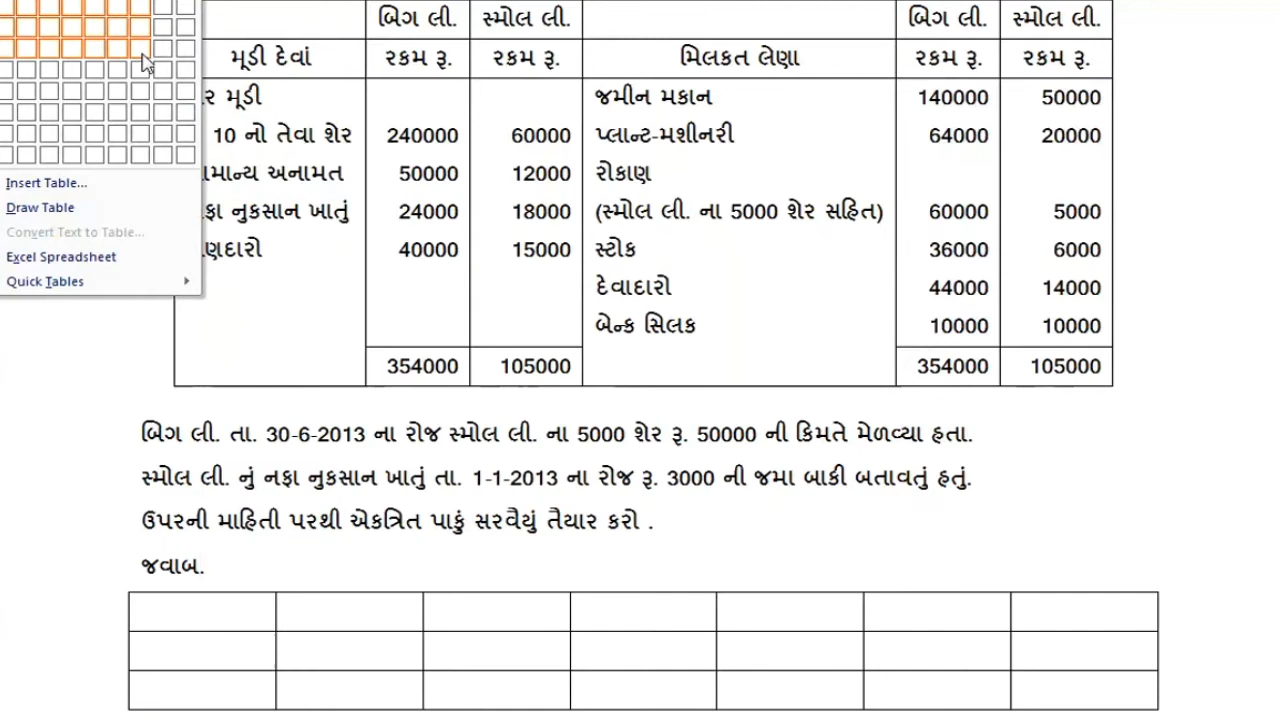 બિગ લી. સ્મોલ લી. બિગ લી. સ્મોલ લી.
મૂડી દેવાં રકમ રૂ. રકમ રૂ. મિલકત લેણા રકમ રૂ. રકમ રૂ.
મૂડી જમીન મકાન 140000 50000
10 નો તેવા શેર 240000 60000 પ્લાન્ટ-મશીનરી 64000 20000
અનામત 50000 12000 રોકાણ
નુકસાન ખાતું 24000 18000 (સ્મોલ લી. ના 5000 શેર સહિત) 60000 5000
40000 15000 સ્ટોક 36000 6000
દેવાદારો 44000 14000
બેન્ક સિલક 10000 10000
354000 105000 354000 105000
Insert Table...
Draw Table
Convert Text to Table...
Excel Spreadsheet
Quick Tables
બિગ લી. તા. 30-6-2013 ના રોજ સ્મોલ લી. ના 5000 શેર રૂ. 50000 ની કિમતે મેળવ્યા હતા.
સ્મોલ લી. નું નફા નુકસાન ખાતું તા. 1-1-2013 ના રોજ રૂ. 3000 ની જમા બાકી બતાવતું હતું.
ઉપરની માહિતી પરથી એકત્રિત પાકું સરવૈયું તૈયાર કરો .
જવાબ.